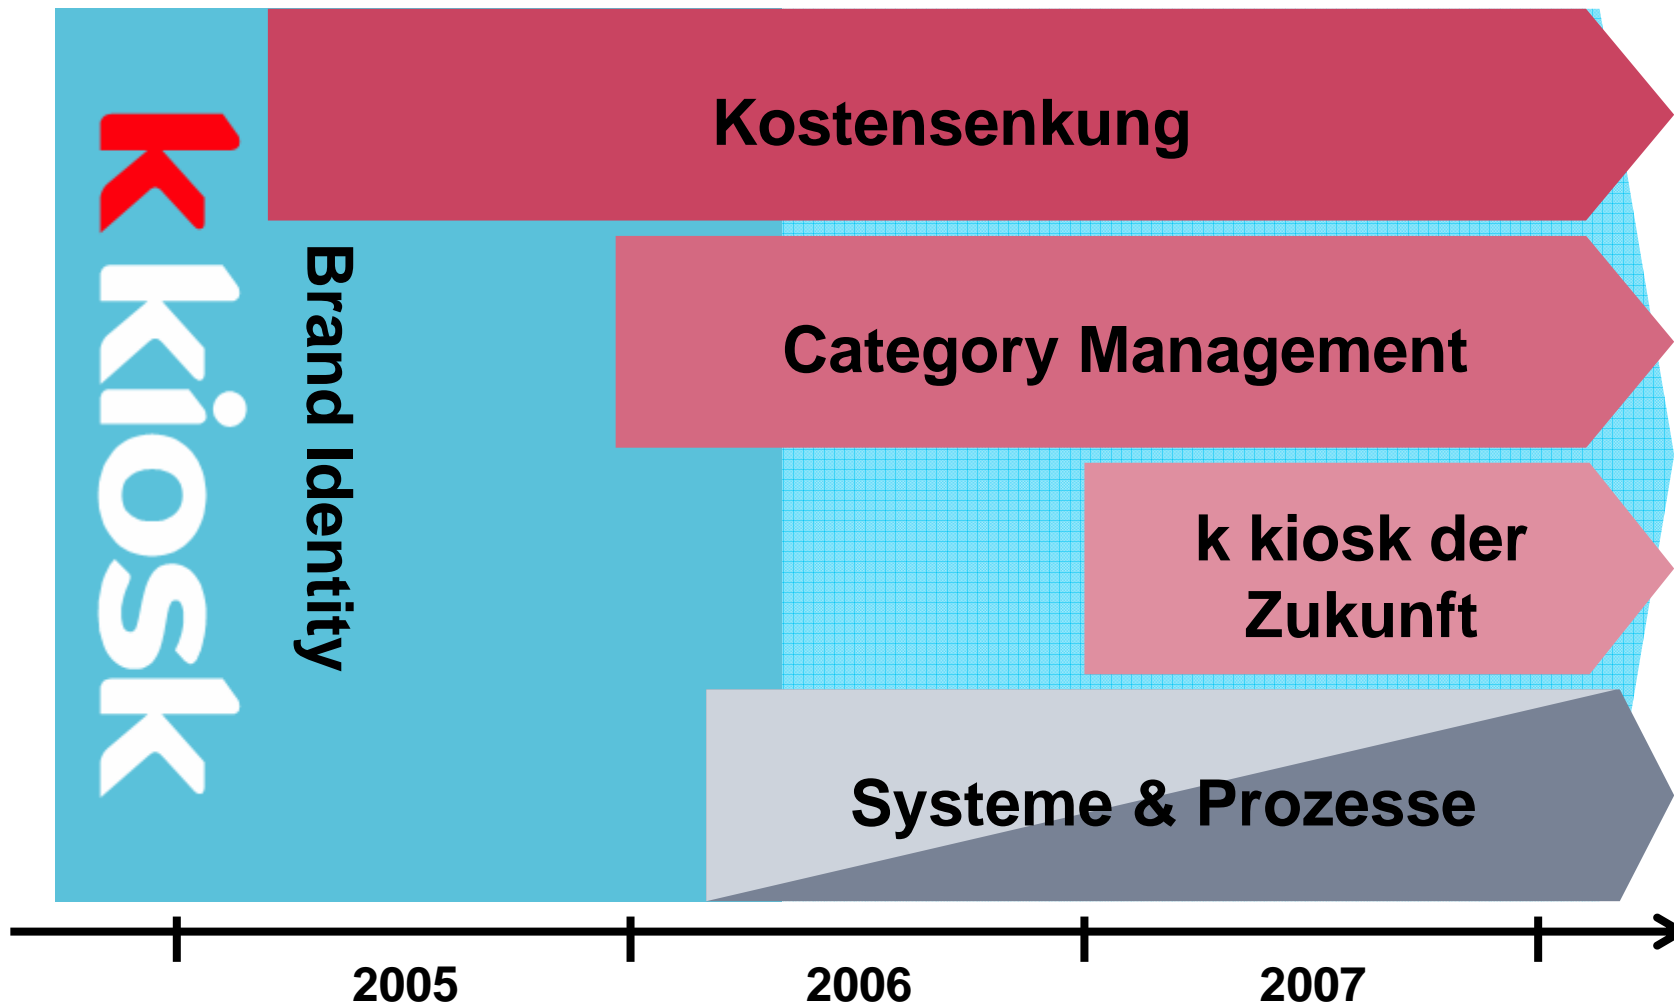 k kiosk
Brand Identity
Kostensenkung
Category Management
k kiosk der
Zukunft
Systeme & Prozesse
2005
2006
2007